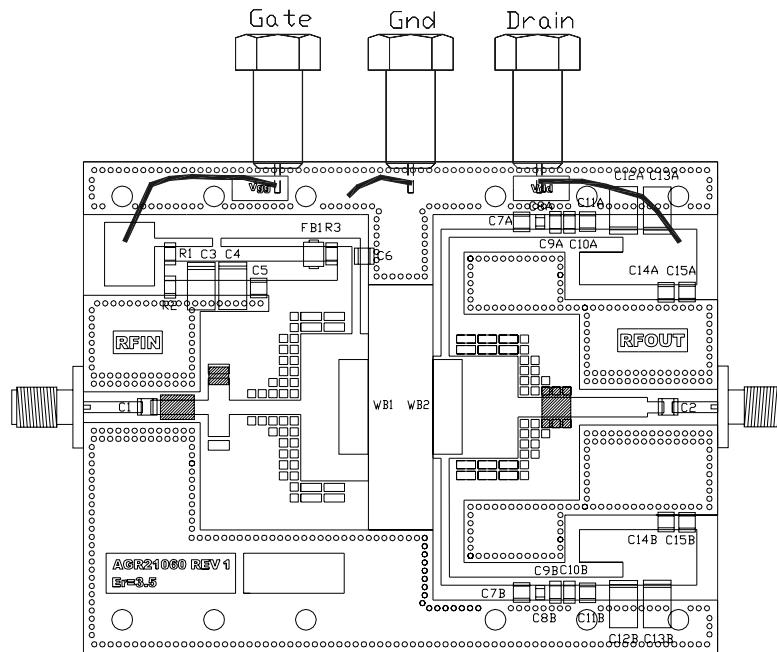 Gate Gnd Drain
VGG Vdd
C12A C13A
C8A C11A
C7A
FB1 R3
C9A C10A
R1 C3 C4 C6
C5
C14A C15A
R2
RFIN RFOUT
C1 WB1 WB2 C2
C14B C15B
AGR21060 REV 1
Er=3.5
C9B C10B
C7B
C8B C11B
C12B C13B